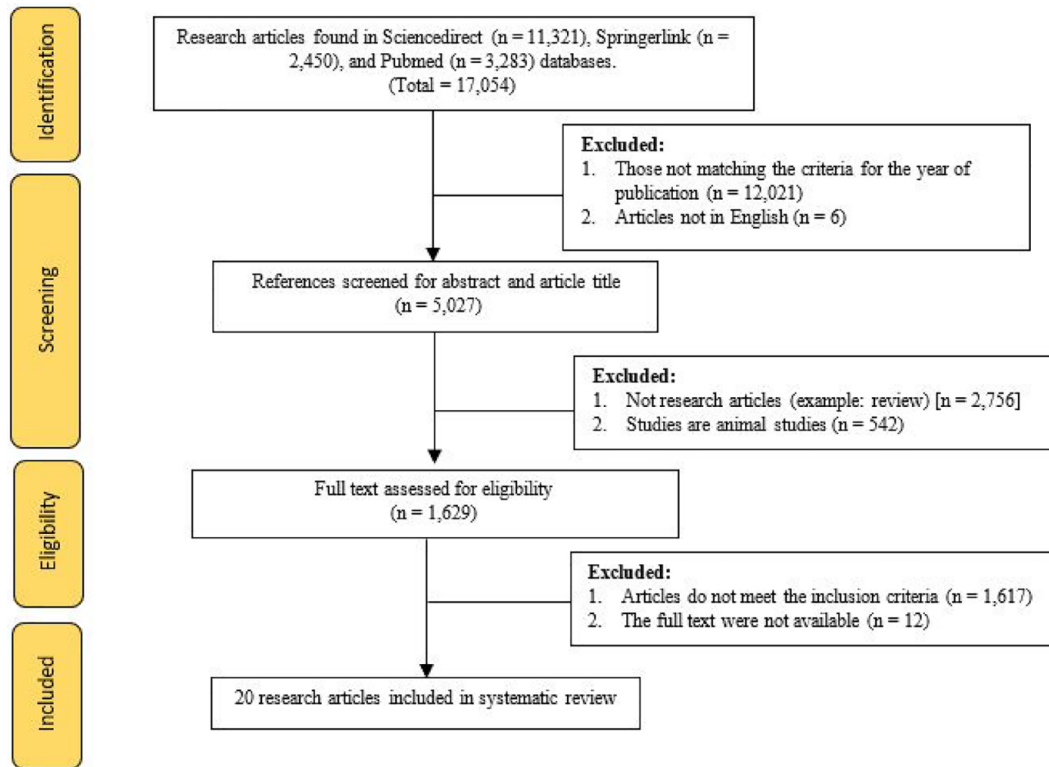 Identification
Research articles found in Sciencedirect (n = 11,321), Springerlink (n =
2,450), and Pubmed (n = 3,283) databases.
(Total = 17,054)
Excluded:
1. Those not matching the criteria for the year of
publication (n = 12,021)
2. Articles not in English (n = 6)
Screening
References screened for abstract and article title
(n = 5,027)
Excluded:
1. Not research articles (example: review) [n = 2,756]
2. Studies are animal studies (n = 542)
Eligibility
Full text assessed for eligibility
(n = 1,629)
Excluded:
1. Articles do not meet the inclusion criteria (n = 1,617)
2. The full text were not available (n = 12)
Included
20 research articles included in systematic review